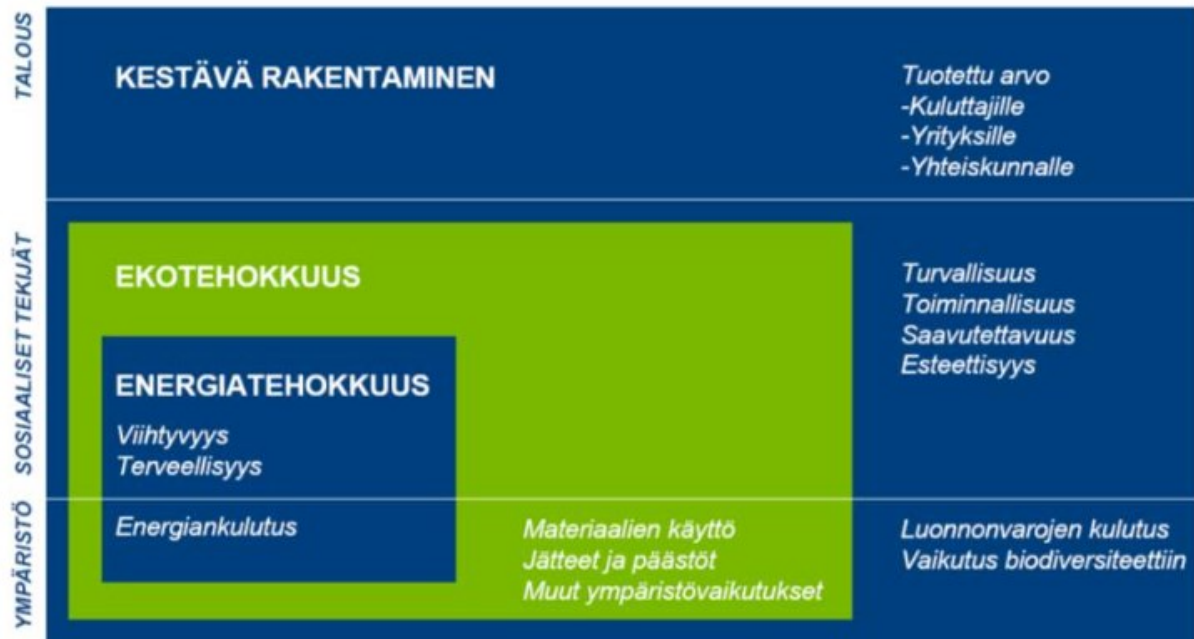 TALOUS
KESTÄVÄ RAKENTAMINEN
Tuotettu arvo
-Kuluttajille
-Yrityksille
-Yhteiskunnalle
SOSIAALISET TEKIJÄT
EKOTEHOKKUUS
Turvallisuus
Toiminnallisuus
Saavutettavuus
Esteettisyys
ENERGIATEHOKKUUS
Viihtyvyys
Terveellisyys
YMPÄRISTÖ
Energiankulutus
Materiaalien käyttö
Jätteet ja päästöt
Muut ympäristövaikutukset
Luonnonvarojen kulutus
Vaikutus biodiversiteettiin